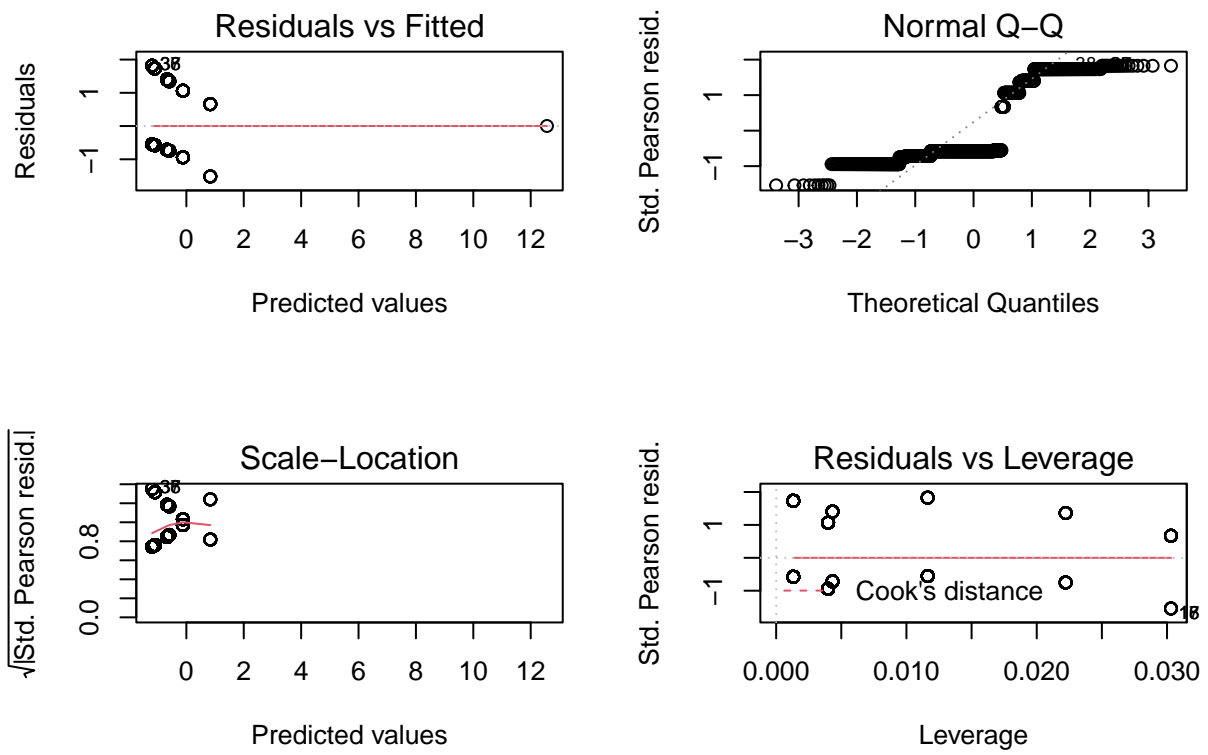 Residuals vs Fitted
Residuals
1
−1
0 2 4 6 8 10 12
Predicted values
Normal Q−Q
Std. Pearson resid.
1
−1
−3 −2 −1 0 1 2 3
Theoretical Quantiles
Scale−Location
√|Std. Pearson resid.|
0.8
0.0
0 2 4 6 8 10 12
Predicted values
Residuals vs Leverage
Std. Pearson resid.
1
−1
Cook's distance
0.000 0.010 0.020 0.030
Leverage